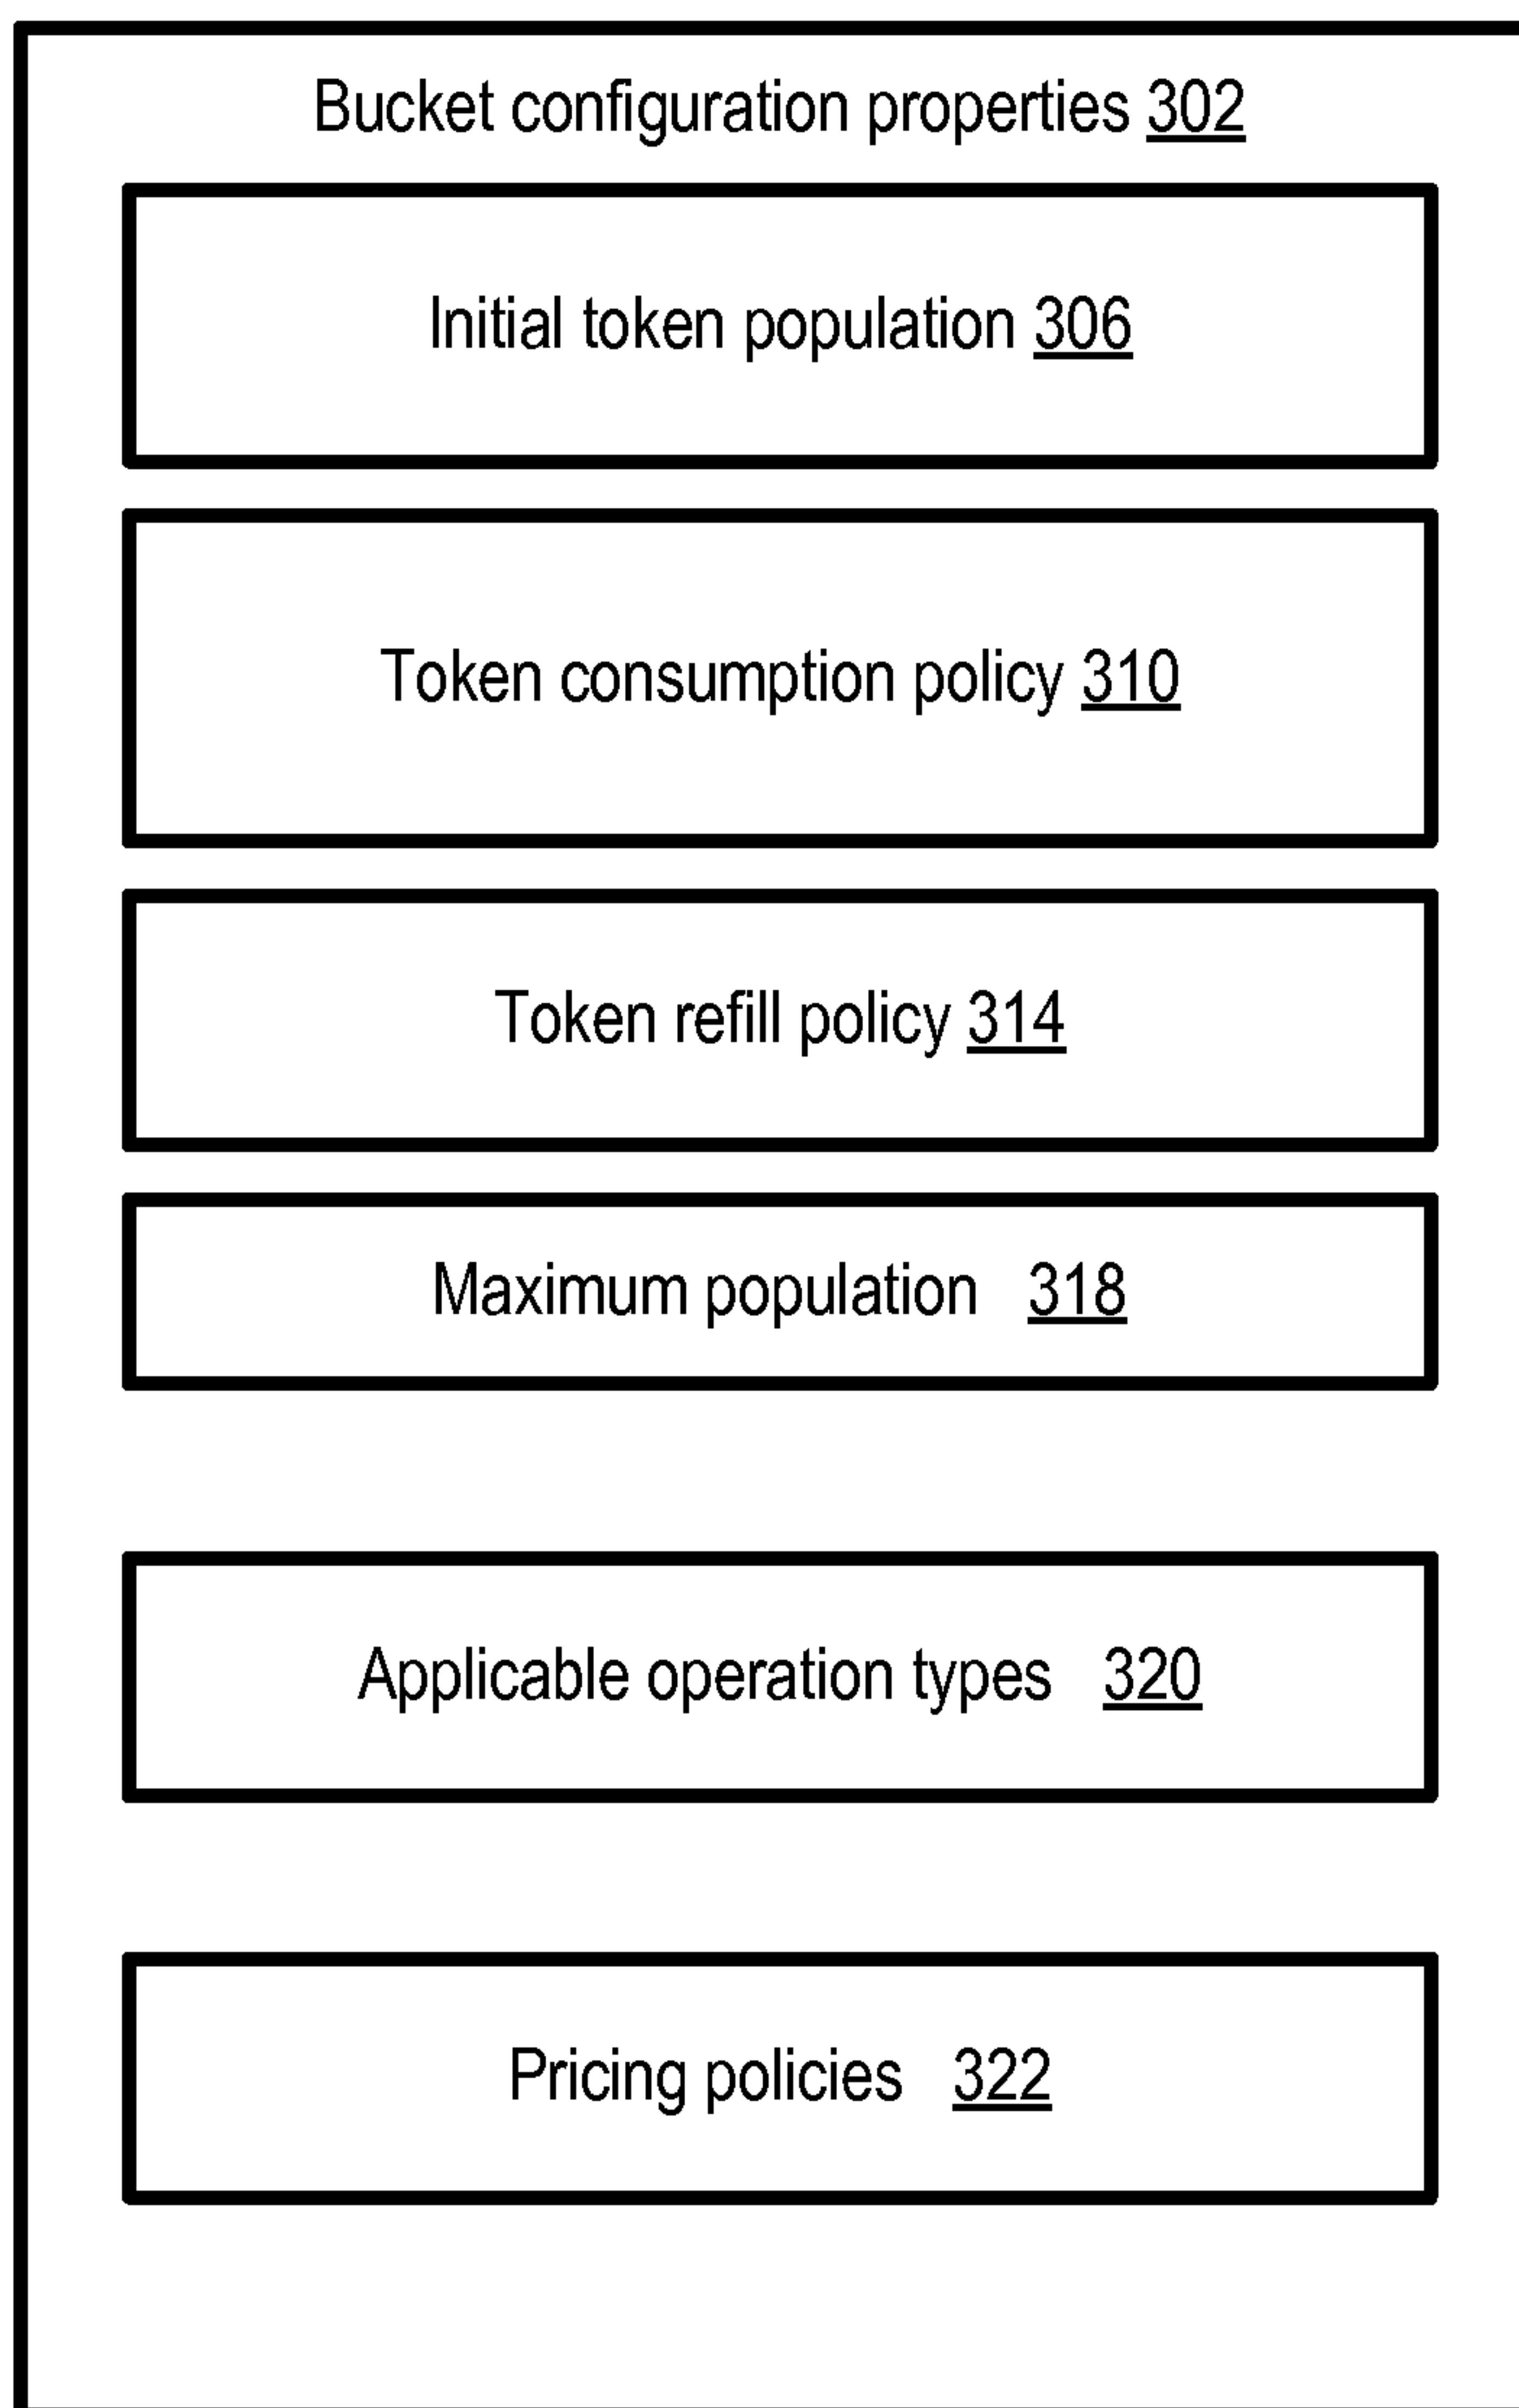 Bucket configuration properties 302
Initial token population 306
Token consumption policy 310
Token refill policy 314
Maximum population 318
Applicable operation types 320
Pricing policies 322